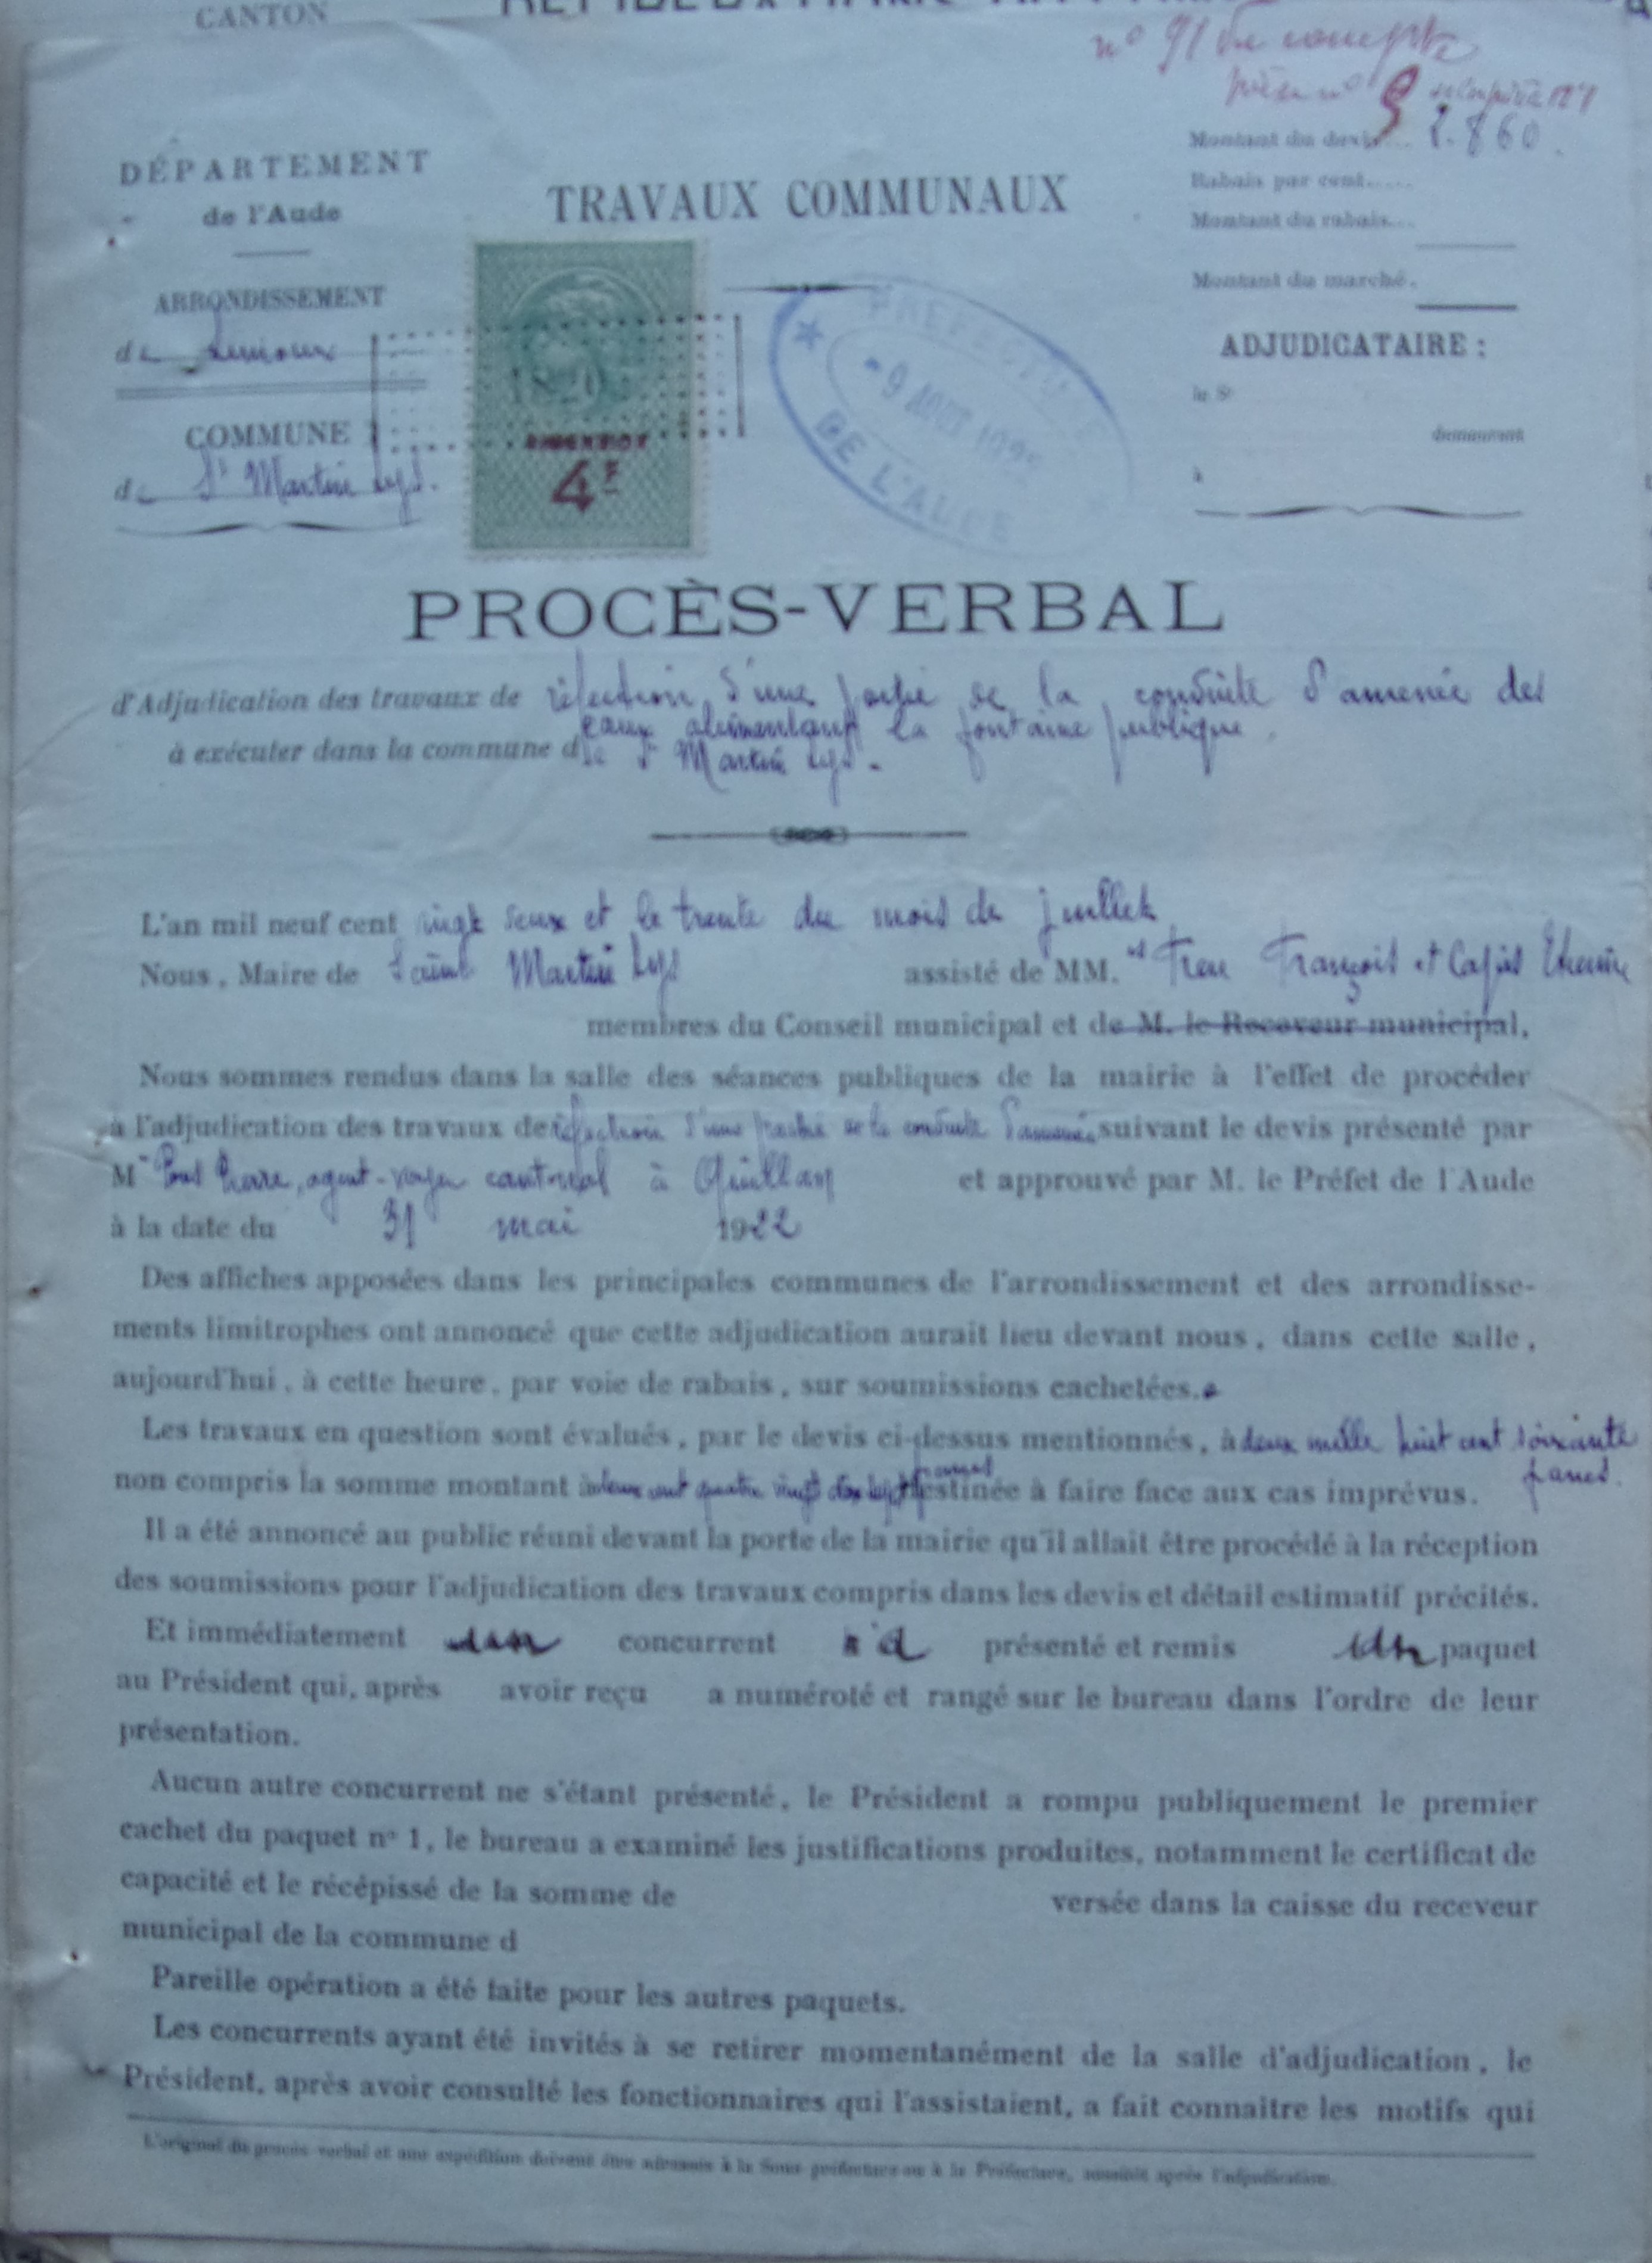 CANTON
n° 91 du compte
pièce n° 9
DÉPARTEMENT
de l'Aude
ARRONDISSEMENT
de Limoux
COMMUNE
de St Martin Lys.
TRAVAUX COMMUNAUX
DIMENSION
4F
PRÉFECTURE
-9 AOUT 1922
DE L'AUDE
Montant du devis... 2.860.
Rabais par cent.....
Montant du rabais...
Montant du marché.
ADJUDICATAIRE :
le Sr
demeurant
à
PROCÈS-VERBAL
d'Adjudication des travaux de réfection d'une partie de la conduite d'amenée des
eaux alimentant la fontaine publique.
à exécuter dans la commune de St Martin Lys.
L'an mil neuf cent vingt deux et le trente du mois de juillet
Nous, Maire de Saint Martin Lys assisté de MM. François et Etienne
membres du Conseil municipal et de M. le Receveur municipal,
Nous sommes rendus dans la salle des séances publiques de la mairie à l'effet de procéder
à l'adjudication des travaux de réfection d'une partie de la conduite d'amenée suivant le devis présenté par
M Pierre, agent-voyer cantonal à Quillan et approuvé par M. le Préfet de l'Aude
à la date du 31 mai 1922
Des affiches apposées dans les principales communes de l'arrondissement et des arrondisse-
ments limitrophes ont annoncé que cette adjudication aurait lieu devant nous, dans cette salle,
aujourd'hui, à cette heure, par voie de rabais, sur soumissions cachetées.
Les travaux en question sont évalués, par le devis ci-dessus mentionnés, à deux mille huit cent soixante
francs.
non compris la somme montant à deux cent quatre vingt dix sept francs destinée à faire face aux cas imprévus.
Il a été annoncé au public réuni devant la porte de la mairie qu'il allait être procédé à la réception
des soumissions pour l'adjudication des travaux compris dans les devis et détail estimatif précités.
Et immédiatement un concurrent a présenté et remis un paquet
au Président qui, après avoir reçu a numéroté et rangé sur le bureau dans l'ordre de leur
présentation.
Aucun autre concurrent ne s'étant présenté, le Président a rompu publiquement le premier
cachet du paquet n° 1, le bureau a examiné les justifications produites, notamment le certificat de
capacité et le récépissé de la somme de versée dans la caisse du receveur
municipal de la commune d
Pareille opération a été faite pour les autres paquets.
Les concurrents ayant été invités à se retirer momentanément de la salle d'adjudication, le
Président, après avoir consulté les fonctionnaires qui l'assistaient, a fait connaitre les motifs qui
L'original du procès verbal et une expédition doivent être adressés à la Sous-préfecture ou à la Préfecture, aussitôt après l'adjudication.